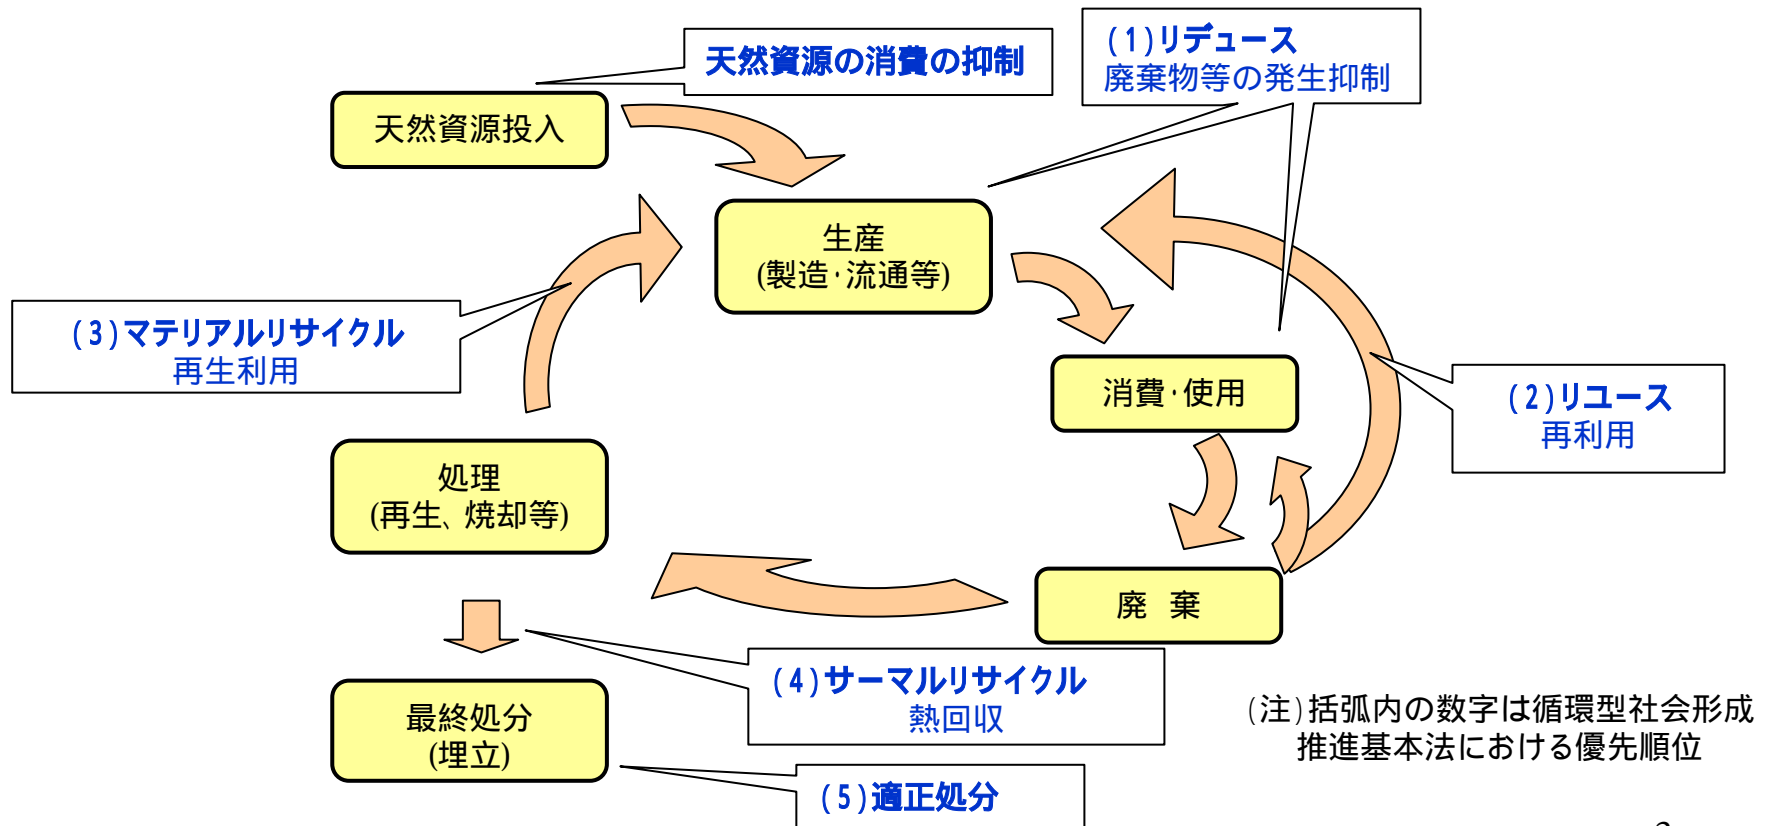 天然資源の消費の抑制
(1)リデュース
廃棄物等の発生抑制
天然資源投入
生産
(製造・流通等)
(3)マテリアルリサイクル
再生利用
消費・使用
(2)リユース
再利用
処理
(再生、焼却等)
廃 棄
(4)サーマルリサイクル
熱回収
最終処分
(埋立)
(注)括弧内の数字は循環型社会形成
推進基本法における優先順位
(5)適正処分